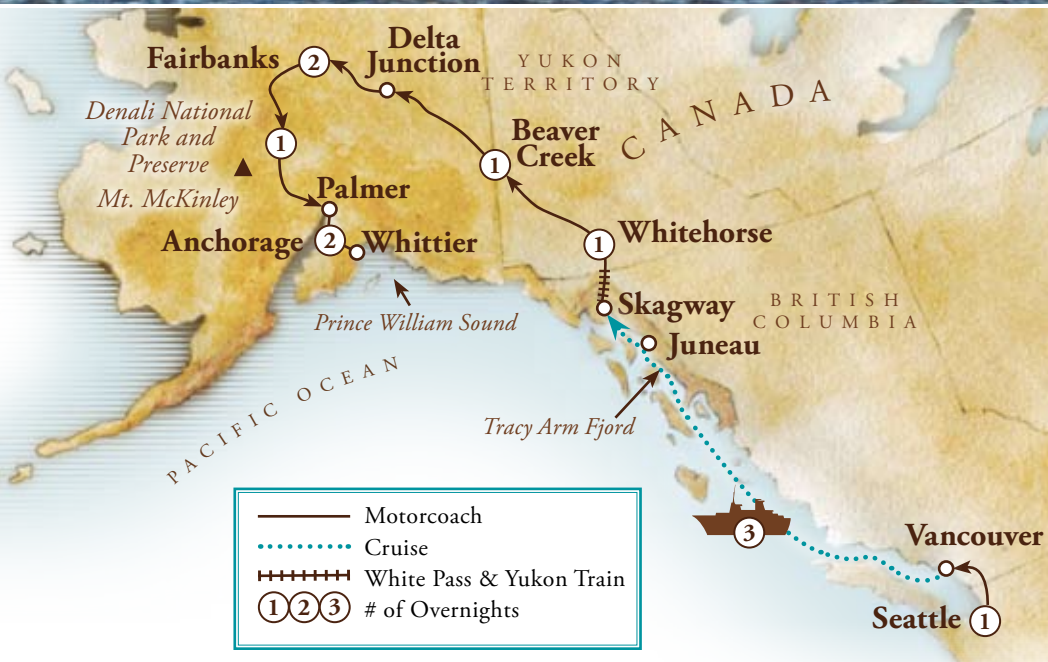 Fairbanks
2
Delta
Junction
YUKON
TERRITORY
CANADA
Denali National
Park and
Preserve
1
Mt. McKinley
Beaver
Creek
1
Palmer
Anchorage
2
Whittier
Whitehorse
1
Prince William Sound
Skagway
BRITISH
COLUMBIA
Juneau
PACIFIC OCEAN
Tracy Arm Fjord
3
Vancouver
Seattle
1
Motorcoach
Cruise
White Pass & Yukon Train
1 2 3 # of Overnights